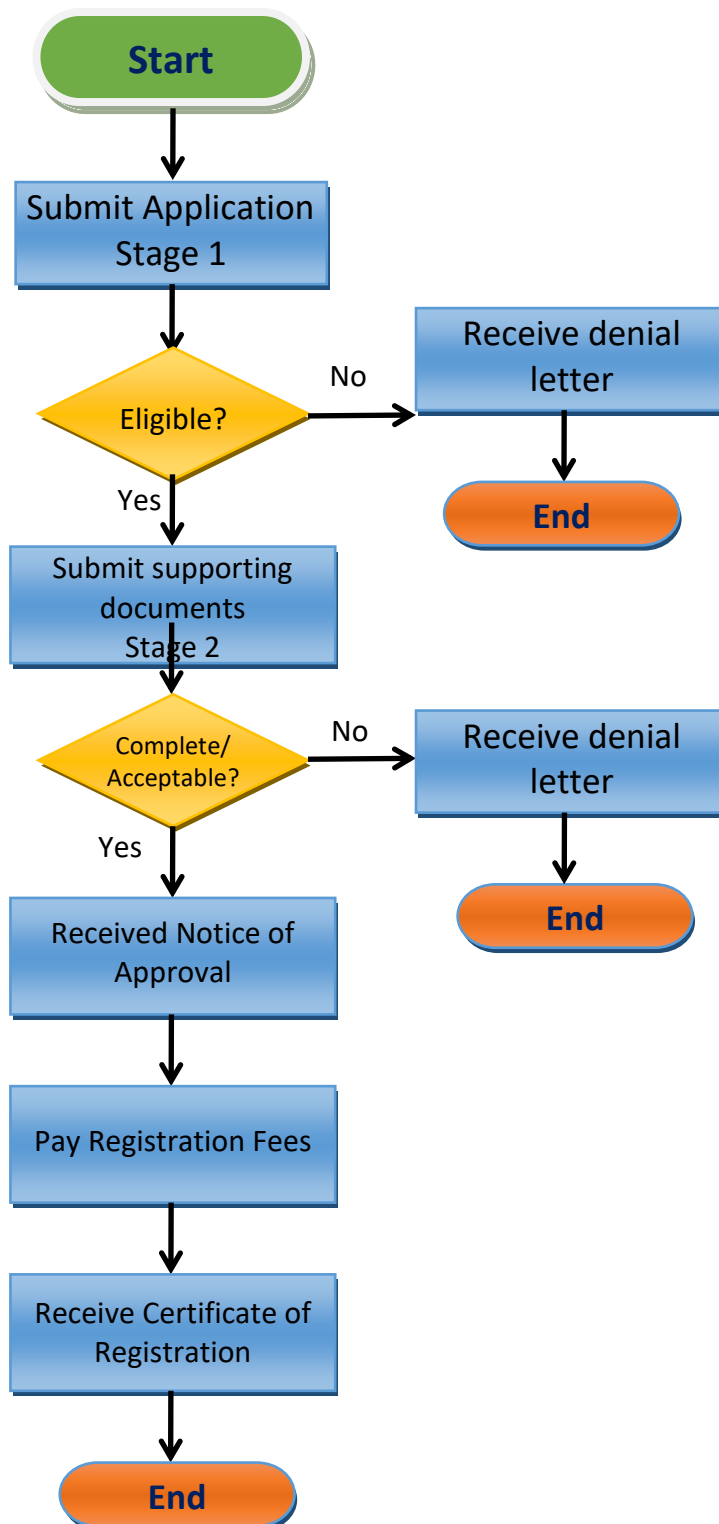 Start
Submit Application
Stage 1
Eligible?
No
Receive denial
letter
End
Yes
Submit supporting
documents
Stage 2
Complete/
Acceptable?
No
Receive denial
letter
End
Yes
Received Notice of
Approval
Pay Registration Fees
Receive Certificate of
Registration
End